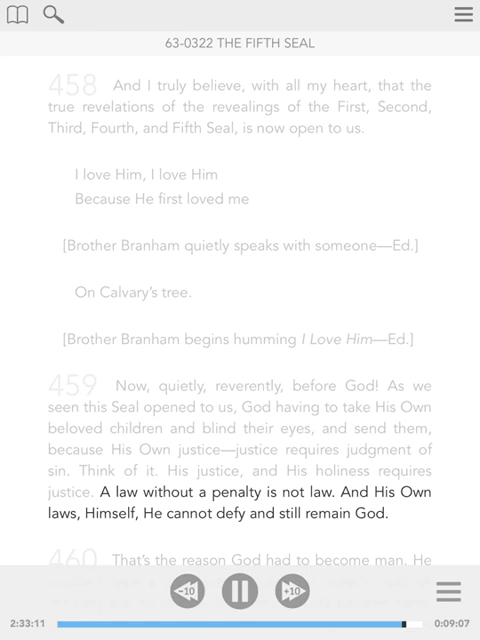 63-0322 THE FIFTH SEAL
458 And I truly believe, with all my heart, that the
true revelations of the revealings of the First, Second,
Third, Fourth, and Fifth Seal, is now open to us.
I love Him, I love Him
Because He first loved me
[Brother Branham quietly speaks with someone—Ed.]
On Calvary's tree.
[Brother Branham begins humming I Love Him—Ed.]
459 Now, quietly, reverently, before God! As we
seen this Seal opened to us, God having to take His Own
beloved children and blind their eyes, and send them,
because His Own justice—justice requires judgment of
sin. Think of it. His justice, and His holiness requires
justice. A law without a penalty is not law. And His Own
laws, Himself, He cannot defy and still remain God.
460 That's the reason God had to become man. He
-10
+10
2:33:11
0:09:07